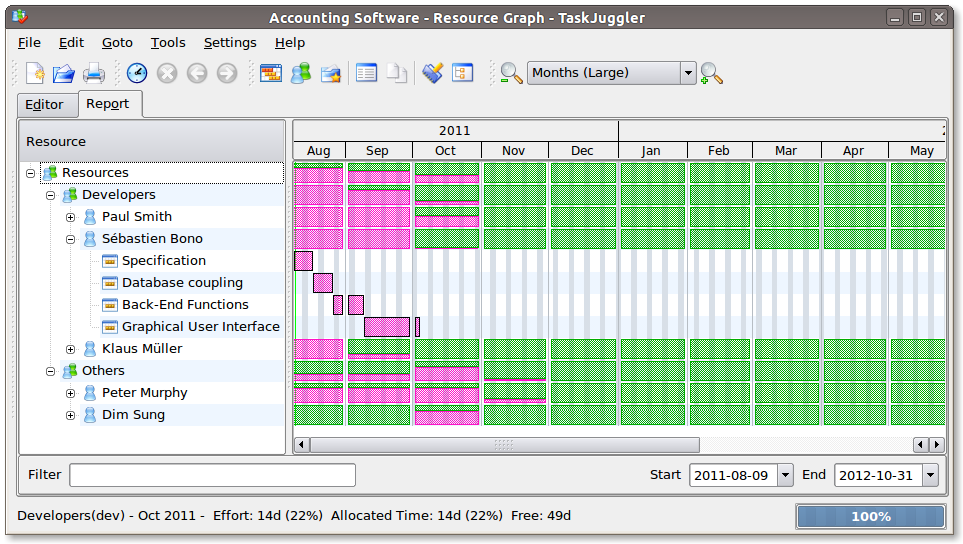 Accounting Software - Resource Graph - TaskJuggler
File Edit Goto Tools Settings Help
Months (Large)
Editor Report
Resource
2011
Aug Sep Oct Nov Dec Jan Feb Mar Apr May
Resources
Developers
Paul Smith
Sébastien Bono
Specification
Database coupling
Back-End Functions
Graphical User Interface
Klaus Müller
Others
Peter Murphy
Dim Sung
Filter Start 2011-08-09 End 2012-10-31
Developers(dev) - Oct 2011 - Effort: 14d (22%) Allocated Time: 14d (22%) Free: 49d 100%